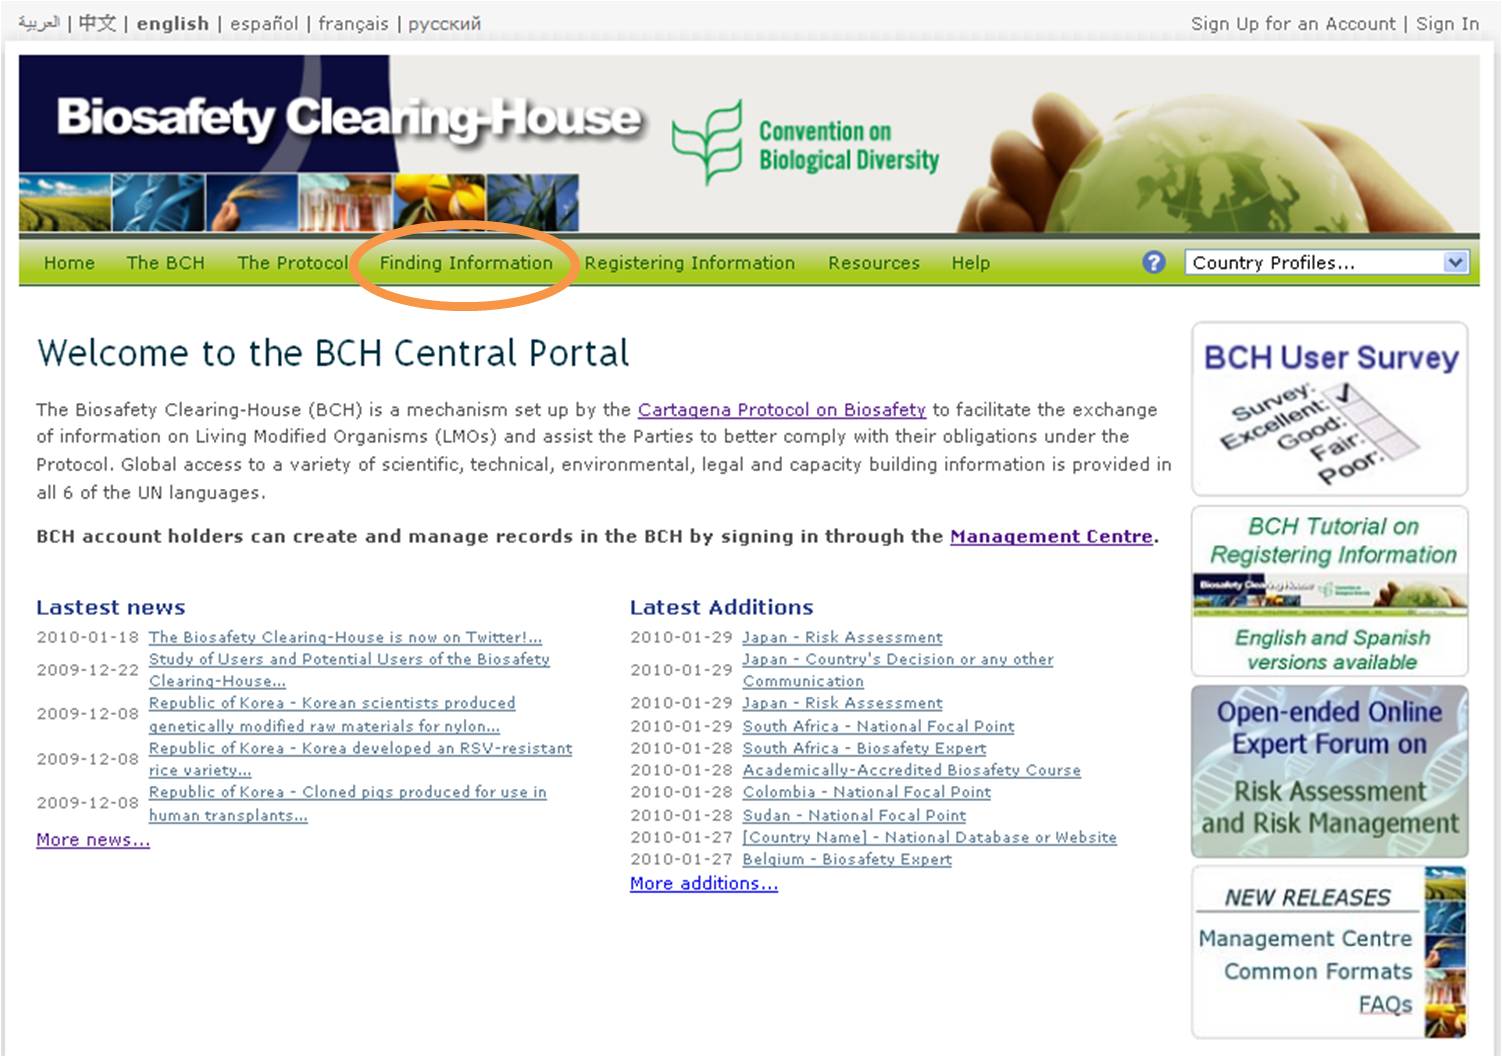 العربية | 中文 | english | español | français | русский
Sign Up for an Account | Sign In
Biosafety Clearing-House
Convention on
Biological Diversity
Home The BCH The Protocol Finding Information Registering Information Resources Help
Country Profiles...
Welcome to the BCH Central Portal
The Biosafety Clearing-House (BCH) is a mechanism set up by the Cartagena Protocol on Biosafety to facilitate the exchange
of information on Living Modified Organisms (LMOs) and assist the Parties to better comply with their obligations under the
Protocol. Global access to a variety of scientific, technical, environmental, legal and capacity building information is provided in
all 6 of the UN languages.
BCH account holders can create and manage records in the BCH by signing in through the Management Centre.
Lastest news
2010-01-18 The Biosafety Clearing-House is now on Twitter!...
2009-12-22 Study of Users and Potential Users of the Biosafety
Clearing-House...
2009-12-08 Republic of Korea - Korean scientists produced
genetically modified raw materials for nylon...
2009-12-08 Republic of Korea - Korea developed an RSV-resistant
rice variety...
2009-12-08 Republic of Korea - Cloned pigs produced for use in
human transplants...
More news...
Latest Additions
2010-01-29 Japan - Risk Assessment
2010-01-29 Japan - Country's Decision or any other
Communication
2010-01-29 Japan - Risk Assessment
2010-01-29 South Africa - National Focal Point
2010-01-28 South Africa - Biosafety Expert
2010-01-28 Academically-Accredited Biosafety Course
2010-01-28 Colombia - National Focal Point
2010-01-28 Sudan - National Focal Point
2010-01-27 [Country Name] - National Database or Website
2010-01-27 Belgium - Biosafety Expert
More additions...
BCH User Survey
Survey:
Excellent:
Good:
Fair:
Poor:
BCH Tutorial on
Registering Information
Biosafety Clearing-House
English and Spanish
versions available
Open-ended Online
Expert Forum on
Risk Assessment
and Risk Management
NEW RELEASES
Management Centre
Common Formats
FAQs